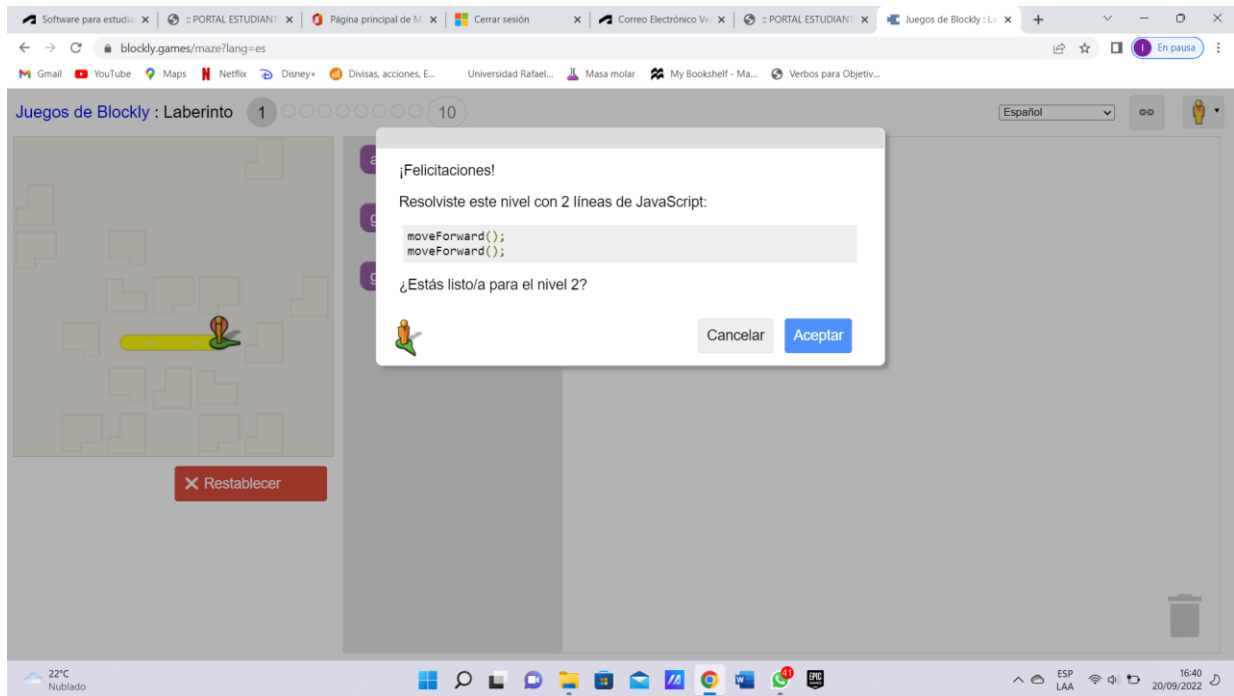 Software para estudia
:: PORTAL ESTUDIANT
Página principal de M
Cerrar sesión
Correo Electrónico Ve
:: PORTAL ESTUDIANT
Juegos de Blockly : La
blockly.games/maze?lang=es
I
En pausa
Gmail
YouTube
Maps
Netflix
Disney+
Divisas, acciones, E...
Universidad Rafael...
Masa molar
My Bookshelf - Ma...
Verbos para Objetiv...
Juegos de Blockly : Laberinto
1
10
Español
¡Felicitaciones!
Resolviste este nivel con 2 líneas de JavaScript:
moveForward();
moveForward();
¿Estás listo/a para el nivel 2?
Cancelar
Aceptar
Restablecer
22°C
Nublado
41
EPIC
ESP
LAA
16:40
20/09/2022